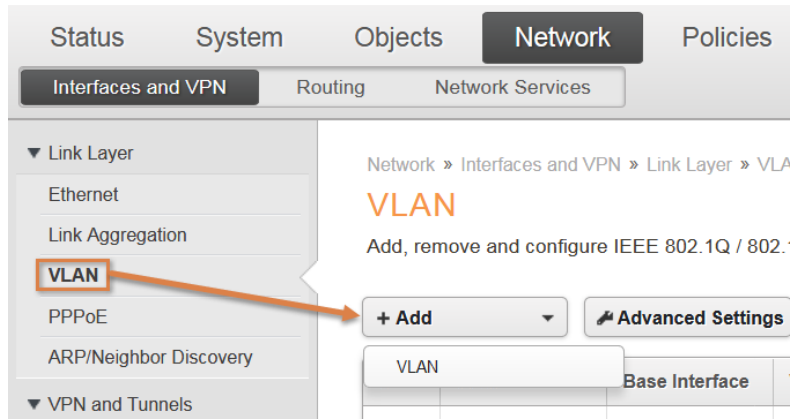 Status System Objects Network Policies
Interfaces and VPN Routing Network Services
Link Layer
Ethernet
Link Aggregation
VLAN
PPPoE
ARP/Neighbor Discovery
VPN and Tunnels
Network » Interfaces and VPN » Link Layer » VLA
VLAN
Add, remove and configure IEEE 802.1Q / 802.1
+ Add Advanced Settings
VLAN
Base Interface